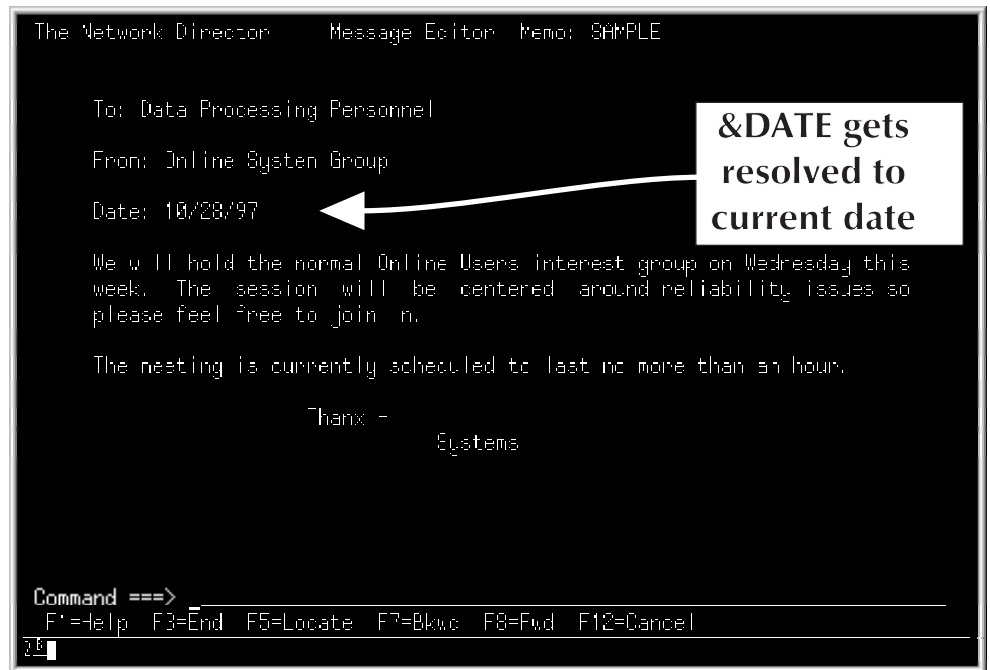 The Network Director Message Editor Memo: SAMPLE
To: Data Processing Personnel
&DATE gets
resolved to
current date
From: Online System Group
Date: 10/28/97
We will hold the normal Online Users interest group on Wednesday this
week. The session will be centered around reliability issues so
please feel free to join in.
The meeting is currently scheduled to last no more than an hour.
Thanx -
Systems
Command ===> _
F1=Help F3=End F5=Locate F7=Bkwd F8=Fwd F12=Cancel